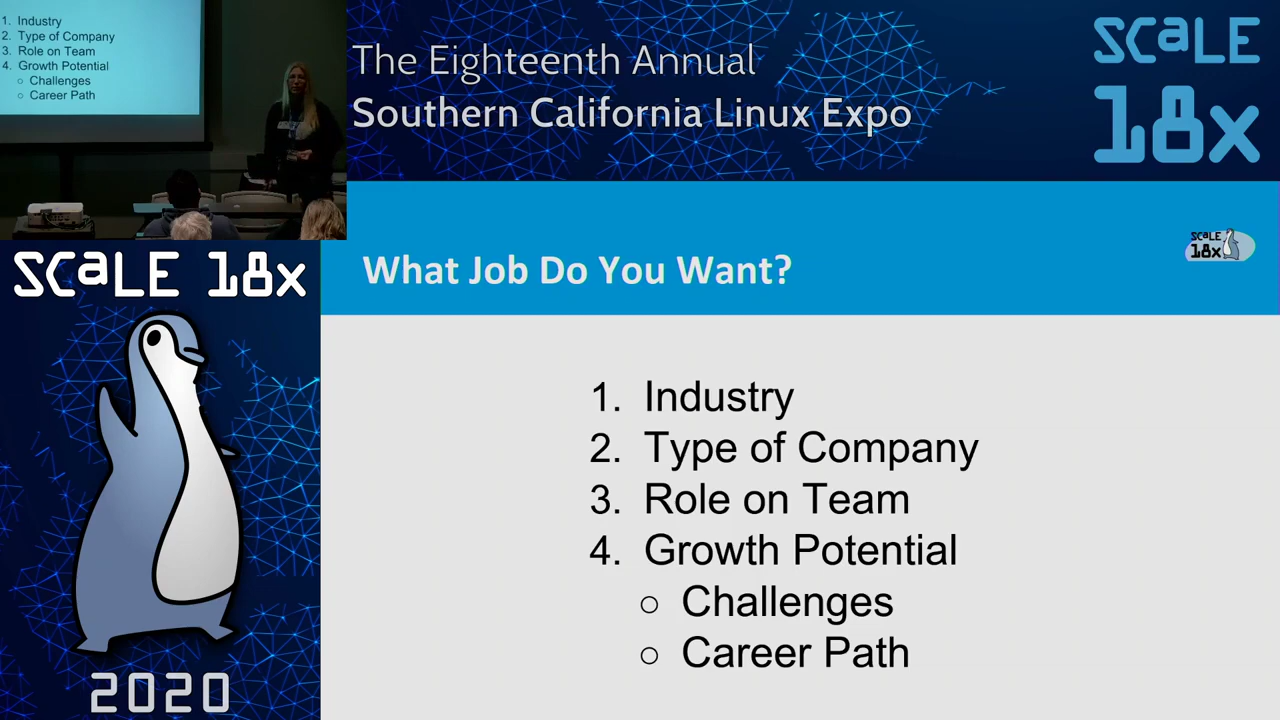 1. Industry
2. Type of Company
3. Role on Team
4. Growth Potential
○ Challenges
○ Career Path
The Eighteenth Annual
Southern California Linux Expo
SCaLE
18x
SCaLE 18x
2020
SCaLE
18x
What Job Do You Want?
1. Industry
2. Type of Company
3. Role on Team
4. Growth Potential
○ Challenges
○ Career Path